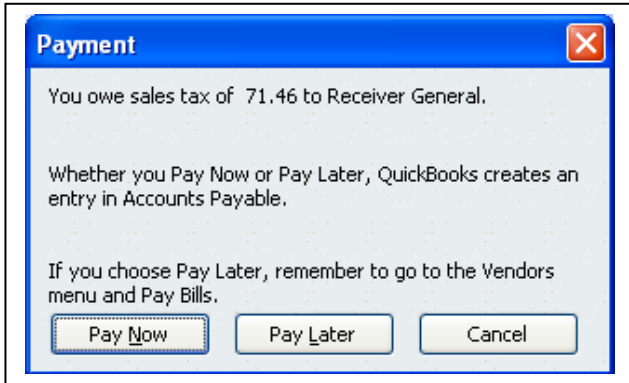 Payment
You owe sales tax of 71.46 to Receiver General.
Whether you Pay Now or Pay Later, QuickBooks creates an
entry in Accounts Payable.
If you choose Pay Later, remember to go to the Vendors
menu and Pay Bills.
Pay Now
Pay Later
Cancel